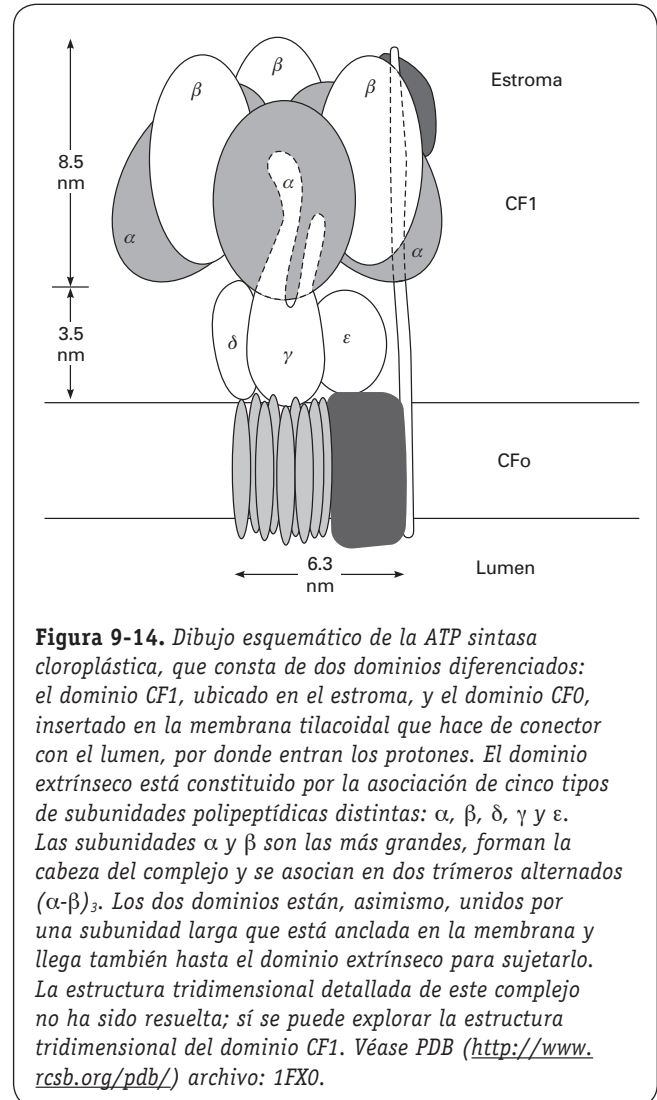 β
β
β
Estroma
8.5
nm
α
CF1
α
α
3.5
nm
δ
γ
ε
CFo
6.3
nm
Lumen
Figura 9-14. Dibujo esquemático de la ATP sintasa
cloroplástica, que consta de dos dominios diferenciados:
el dominio CF1, ubicado en el estroma, y el dominio CF0,
insertado en la membrana tilacoidal que hace de conector
con el lumen, por donde entran los protones. El dominio
extrínseco está constituido por la asociación de cinco tipos
de subunidades polipeptídicas distintas: α, β, δ, γ y ε.
Las subunidades α y β son las más grandes, forman la
cabeza del complejo y se asocian en dos trímeros alternados
(α-β)₃. Los dos dominios están, asimismo, unidos por
una subunidad larga que está anclada en la membrana y
llega también hasta el dominio extrínseco para sujetarlo.
La estructura tridimensional detallada de este complejo
no ha sido resuelta; sí se puede explorar la estructura
tridimensional del dominio CF1. Véase PDB (http://www.
rcsb.org/pdb/) archivo: 1FX0.